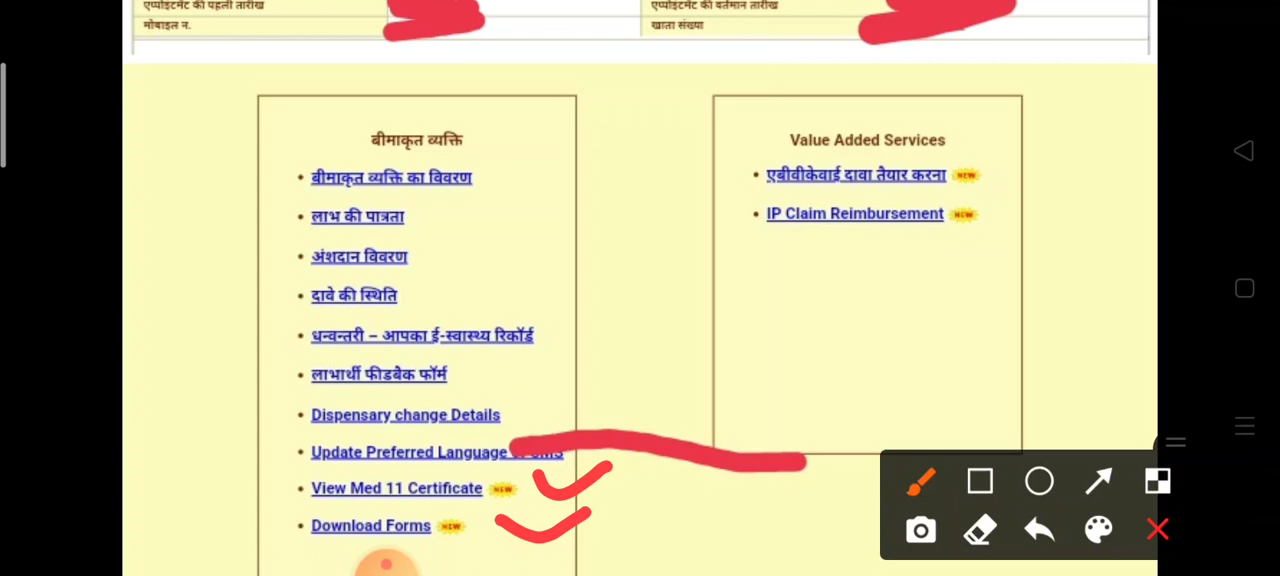 एप्पोइंटमेंट की पहली तारीख
एप्पोइंटमेंट की वर्तमान तारीख
मोबाइल न.
खाता संख्या
बीमाकृत व्यक्ति
• बीमाकृत व्यक्ति का विवरण
• लाभ की पात्रता
• अंशदान विवरण
• दावे की स्थिति
• धन्वन्तरी – आपका ई-स्वास्थ्य रिकॉर्ड
• लाभार्थी फीडबैक फॉर्म
• Dispensary change Details
• Update Preferred Language
• View Med 11 Certificate NEW
• Download Forms NEW
Value Added Services
• एबीवीकेवाई दावा तैयार करना NEW
• IP Claim Reimbursement NEW